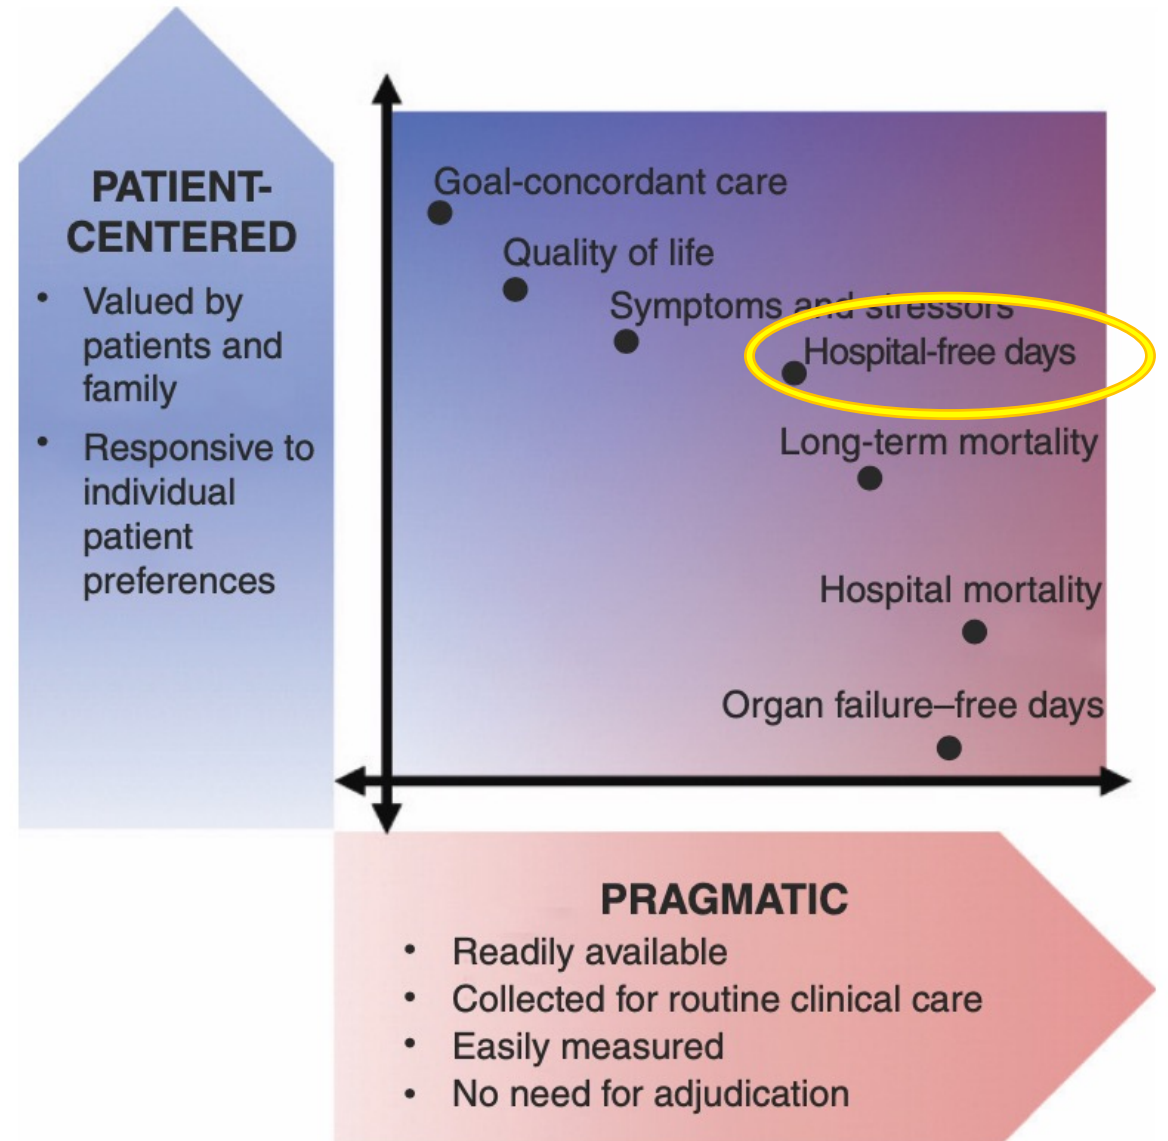 PATIENT-
CENTERED
• Valued by
patients and
family
• Responsive to
individual
patient
preferences
Goal-concordant care
Quality of life
Symptoms and stressors
Hospital-free days
Long-term mortality
Hospital mortality
Organ failure–free days
PRAGMATIC
• Readily available
• Collected for routine clinical care
• Easily measured
• No need for adjudication